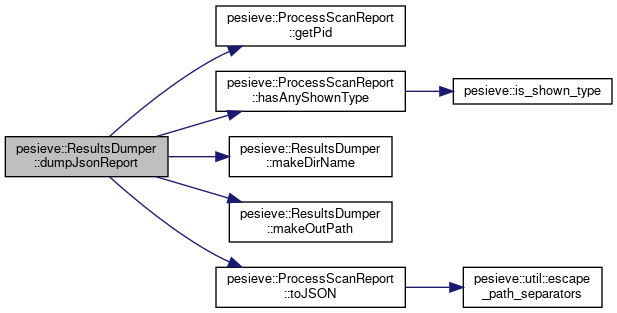 pesieve::ResultsDumper
::dumpJsonReport
pesieve::ProcessScanReport
::getPid
pesieve::ProcessScanReport
::hasAnyShownType
pesieve::is_shown_type
pesieve::ResultsDumper
::makeDirName
pesieve::ResultsDumper
::makeOutPath
pesieve::ProcessScanReport
::toJSON
pesieve::util::escape
_path_separators